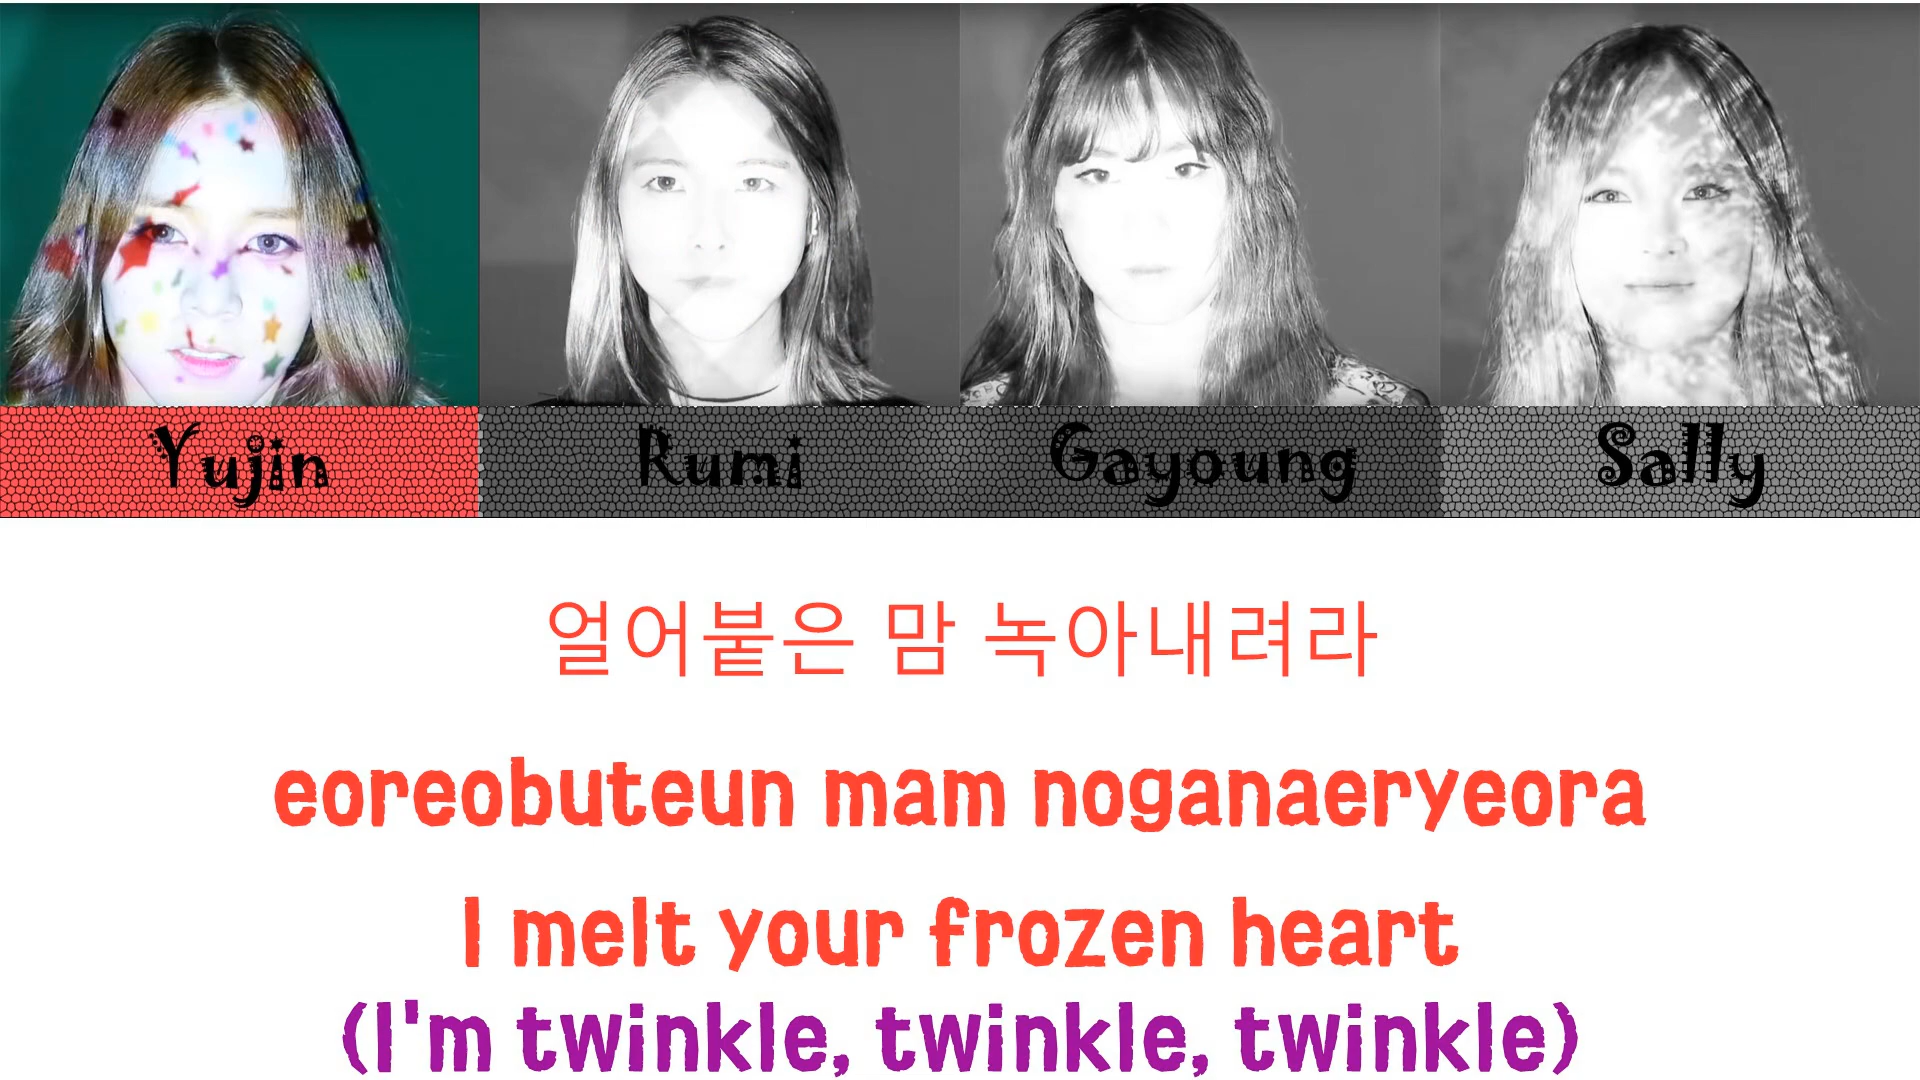 Yujin Rumi Gayoung Sally
얼어붙은 맘 녹아내려라
eoreobuteun mam noganaeryeora
I melt your frozen heart
(I'm twinkle, twinkle, twinkle)